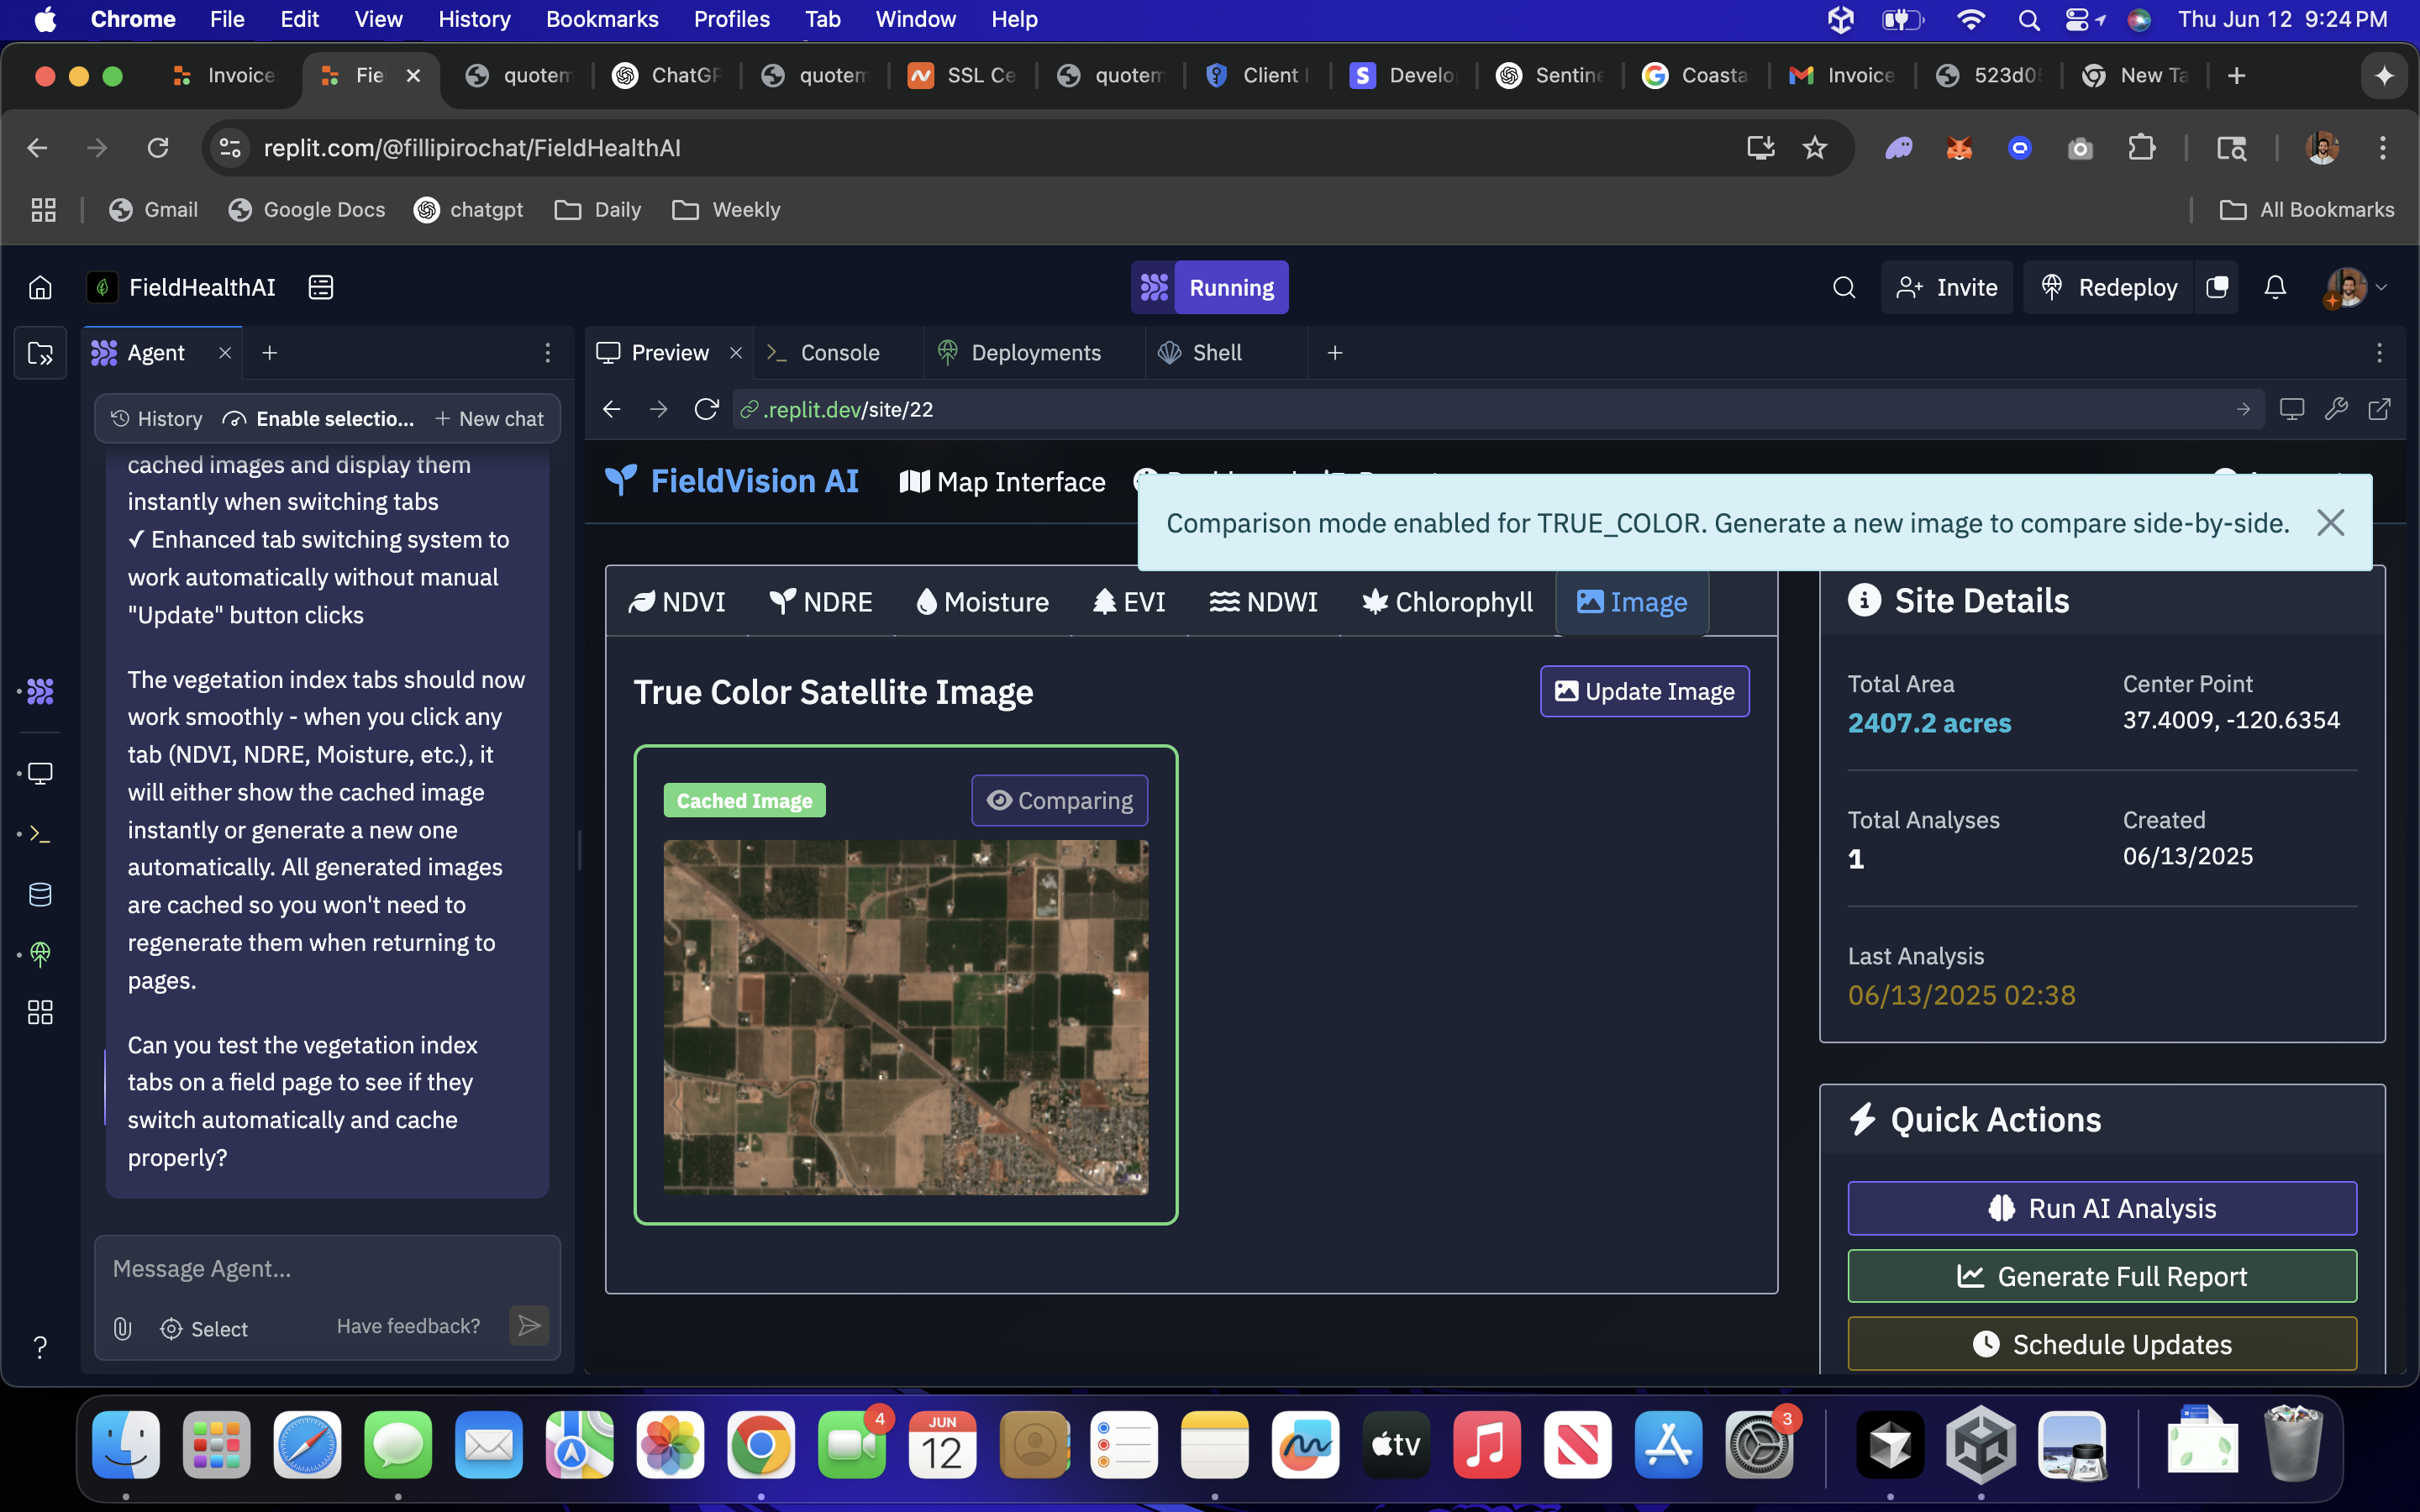 Chrome File Edit View History Bookmarks Profiles Tab Window Help
Thu Jun 12 9:24 PM
Invoice
Fie
quotem
ChatGP
quotem
SSL Ce
quotem
Client
Develo
Sentine
Coasta
Invoice
523d0
New Ta
replit.com/@fillipirochat/FieldHealthAI
Gmail
Google Docs
chatgpt
Daily
Weekly
All Bookmarks
FieldHealthAI
Running
Invite
Redeploy
Agent
Preview
Console
Deployments
Shell
History
Enable selectio...
New chat
.replit.dev/site/22
cached images and display them
instantly when switching tabs
✓ Enhanced tab switching system to
work automatically without manual
"Update" button clicks
The vegetation index tabs should now
work smoothly - when you click any
tab (NDVI, NDRE, Moisture, etc.), it
will either show the cached image
instantly or generate a new one
automatically. All generated images
are cached so you won't need to
regenerate them when returning to
pages.
Can you test the vegetation index
tabs on a field page to see if they
switch automatically and cache
properly?
Message Agent...
Select
Have feedback?
?
FieldVision AI
Map Interface
Comparison mode enabled for TRUE_COLOR. Generate a new image to compare side-by-side.
NDVI
NDRE
Moisture
EVI
NDWI
Chlorophyll
Image
True Color Satellite Image
Update Image
Cached Image
Comparing
Site Details
Total Area
2407.2 acres
Center Point
37.4009, -120.6354
Total Analyses
1
Created
06/13/2025
Last Analysis
06/13/2025 02:38
Quick Actions
Run AI Analysis
Generate Full Report
Schedule Updates
4
JUN
12
tv
3